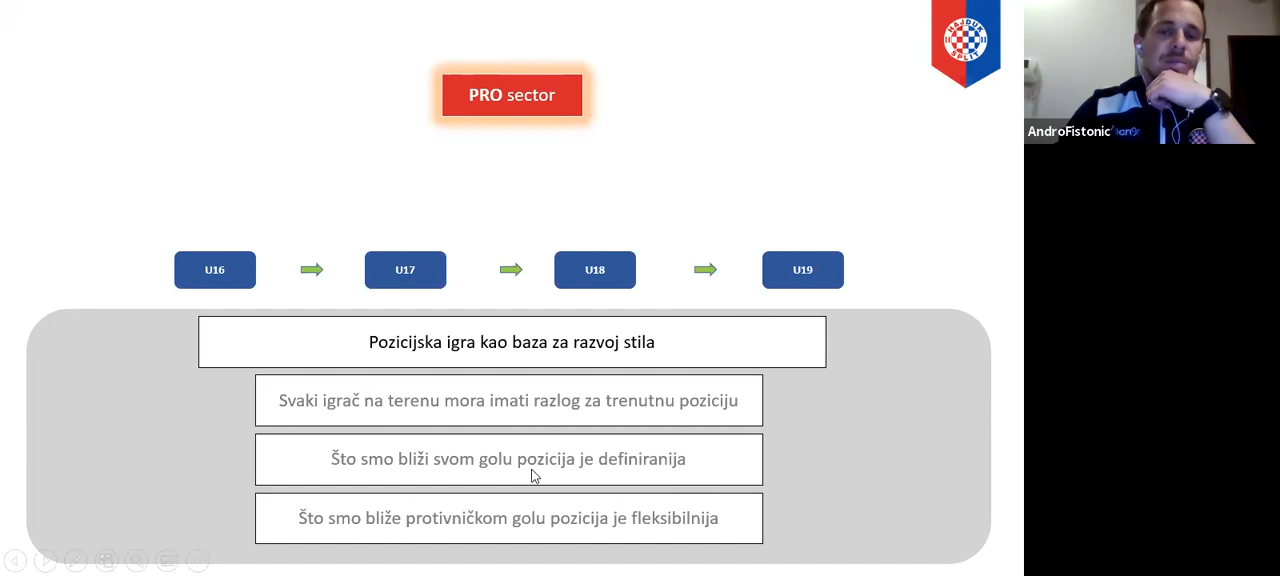 HAJDUK
SPLIT
PRO sector
AndroFistonic
U16
U17
U18
U19
Pozicijska igra kao baza za razvoj stila
Svaki igrač na terenu mora imati razlog za trenutnu poziciju
Što smo bliži svom golu pozicija je definiranija
Što smo bliže protivničkom golu pozicija je fleksibilnija